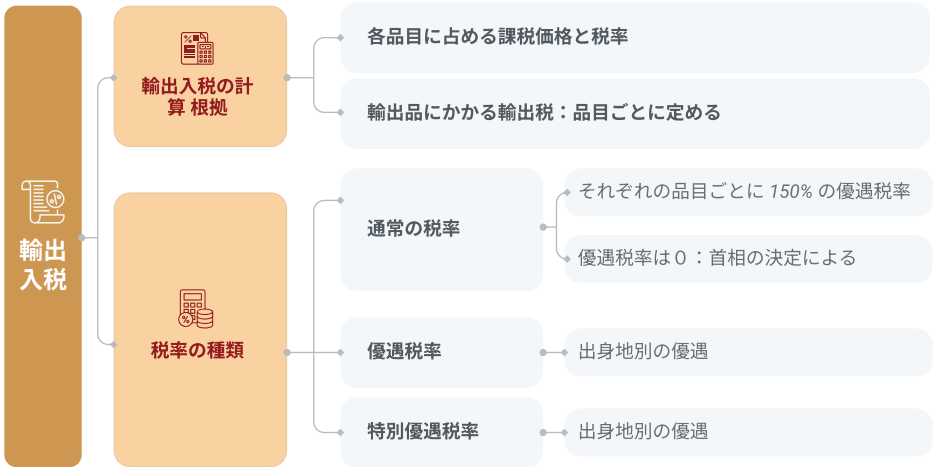 輸出
入税
輸出入税の計
算 根拠
各品目に占める課税価格と税率
輸出品にかかる輸出税：品目ごとに定める
税率の種類
通常の税率
それぞれの品目ごとに 150% の優遇税率
優遇税率は０：首相の決定による
優遇税率
出身地別の優遇
特別優遇税率
出身地別の優遇